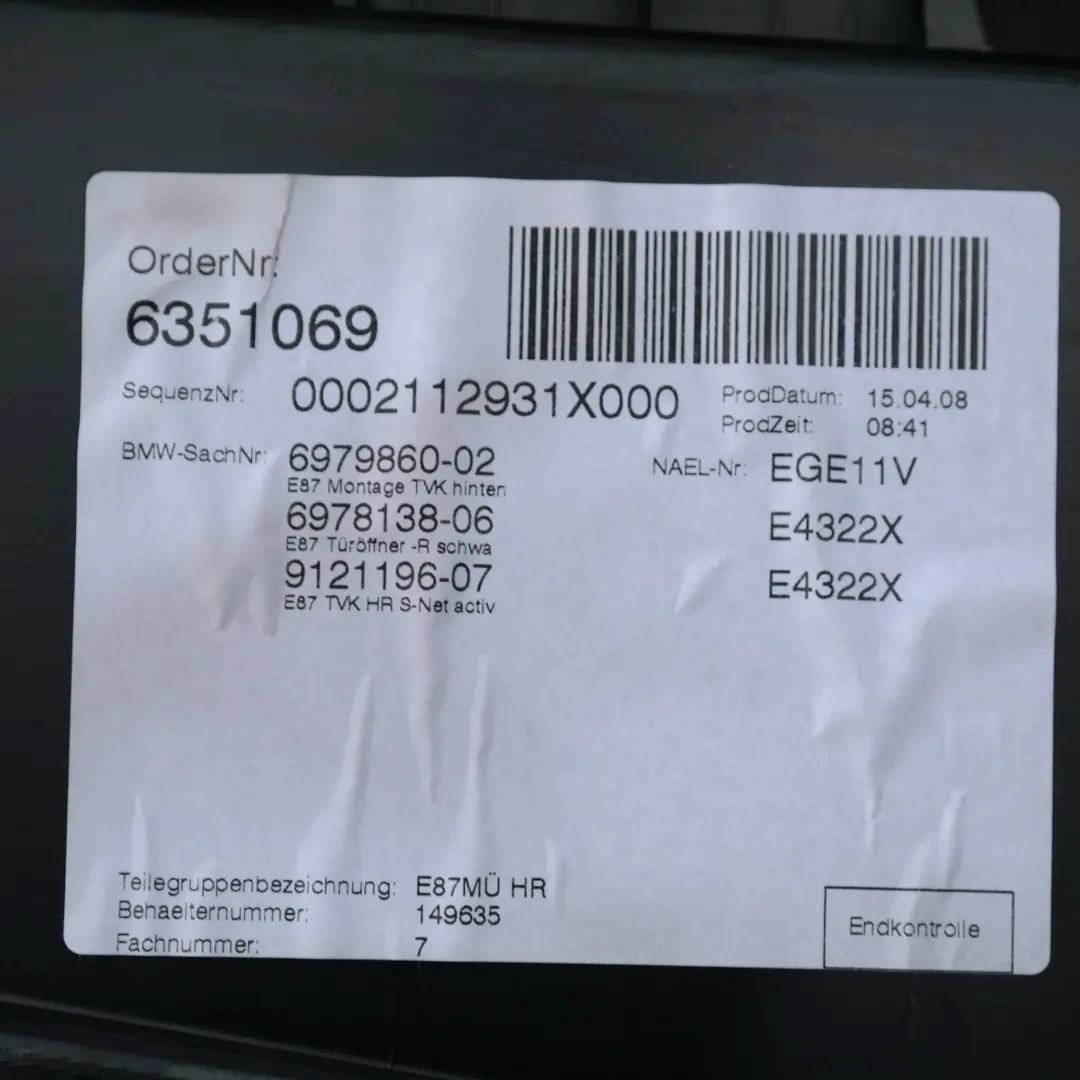 OrderNr:
6351069
SequenzNr: 0002112931X000
ProdDatum: 15.04.08
ProdZeit: 08:41
BMW-SachNr: 6979860-02
NAEL-Nr: EGE11V
E87 Montage TVK hinten
6978138-06 E4322X
E87 Türöffner -R schwa
9121196-07 E4322X
E87 TVK HR S-Net activ
Teilegruppenbezeichnung: E87MÜ HR
Behaelternummer: 149635
Fachnummer: 7
Endkontrolle